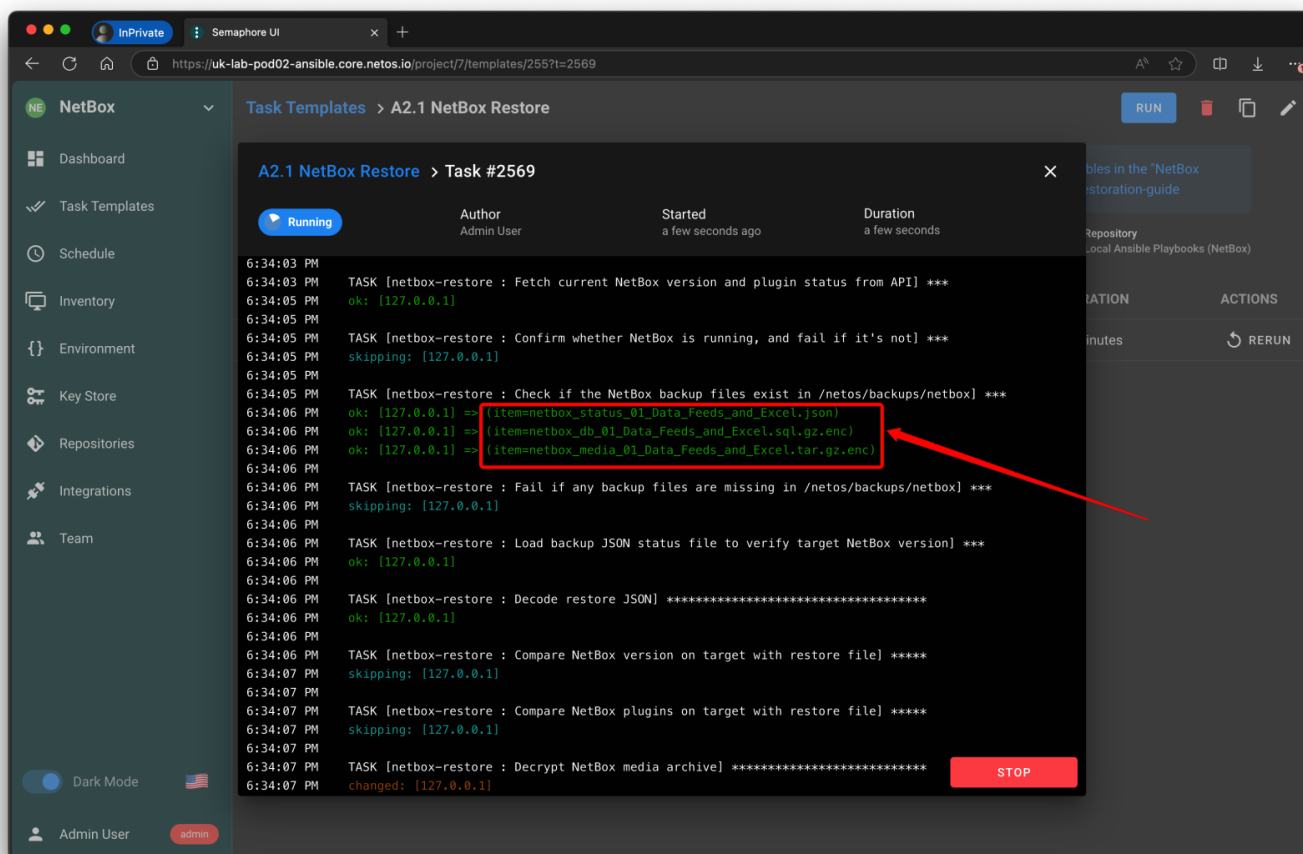 InPrivate
Semaphore UI
https://uk-lab-pod02-ansible.core.netos.io/project/7/templates/255?t=2569
NE NetBox
Dashboard
Task Templates
Schedule
Inventory
Environment
Key Store
Repositories
Integrations
Team
Dark Mode
Admin User admin
Task Templates > A2.1 NetBox Restore
RUN
bles in the "NetBox
storation-guide
Repository
Local Ansible Playbooks (NetBox)
RATION ACTIONS
inutes RERUN
A2.1 NetBox Restore > Task #2569
Running
Author
Admin User
Started
a few seconds ago
Duration
a few seconds
6:34:03 PM
6:34:03 PM TASK [netbox-restore : Fetch current NetBox version and plugin status from API] ***
6:34:05 PM ok: [127.0.0.1]
6:34:05 PM
6:34:05 PM TASK [netbox-restore : Confirm whether NetBox is running, and fail if it's not] ***
6:34:05 PM skipping: [127.0.0.1]
6:34:05 PM
6:34:05 PM TASK [netbox-restore : Check if the NetBox backup files exist in /netos/backups/netbox] ***
6:34:06 PM ok: [127.0.0.1] => (item=netbox_status_01_Data_Feeds_and_Excel.json)
6:34:06 PM ok: [127.0.0.1] => (item=netbox_db_01_Data_Feeds_and_Excel.sql.gz.enc)
6:34:06 PM ok: [127.0.0.1] => (item=netbox_media_01_Data_Feeds_and_Excel.tar.gz.enc)
6:34:06 PM
6:34:06 PM TASK [netbox-restore : Fail if any backup files are missing in /netos/backups/netbox] ***
6:34:06 PM skipping: [127.0.0.1]
6:34:06 PM
6:34:06 PM TASK [netbox-restore : Load backup JSON status file to verify target NetBox version] ***
6:34:06 PM ok: [127.0.0.1]
6:34:06 PM
6:34:06 PM TASK [netbox-restore : Decode restore JSON] ************************************
6:34:06 PM ok: [127.0.0.1]
6:34:06 PM
6:34:06 PM TASK [netbox-restore : Compare NetBox version on target with restore file] *****
6:34:07 PM skipping: [127.0.0.1]
6:34:07 PM
6:34:07 PM TASK [netbox-restore : Compare NetBox plugins on target with restore file] *****
6:34:07 PM skipping: [127.0.0.1]
6:34:07 PM
6:34:07 PM TASK [netbox-restore : Decrypt NetBox media archive] ***************************
6:34:07 PM changed: [127.0.0.1]
STOP